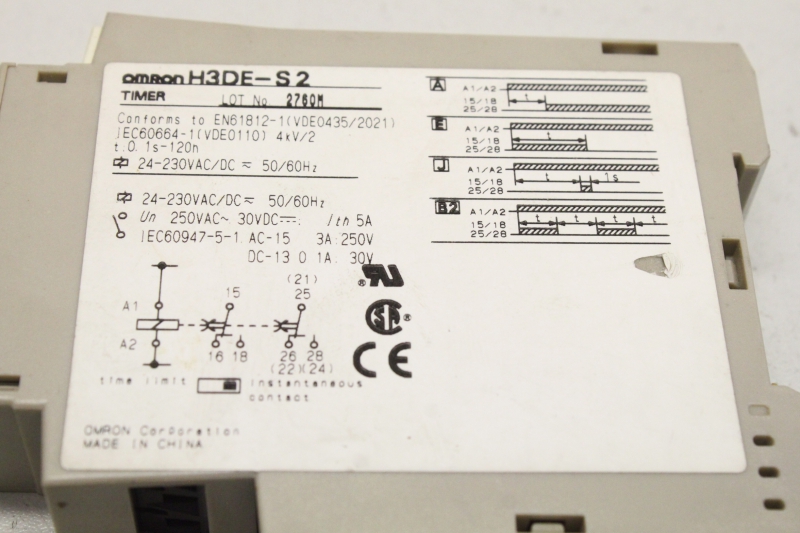 OMRON H3DE-S2
TIMER LOT No. 2760M
Conforms to EN61812-1(VDE0435/2021)
IEC60664-1(VDE0110) 4kV/2
t.0.1s-120h
24-230VAC/DC 50/60Hz
24-230VAC/DC 50/60Hz
Un 250VAC~ 30VDC Ith 5A
IEC60947-5-1 AC-15 3A 250V
DC-13 0.1A 30V
(21)
15 25
A1
A2
16 18 26 28
(22)(24)
time limit instantaneous
contact
OMRON Corporation
MADE IN CHINA
A A1/A2
15/18 t
25/28
E A1/A2
15/18 t
25/28
J A1/A2
15/18 t 1s
25/28
B2 A1/A2
15/18 t t t t
25/28
RU
SA
CE